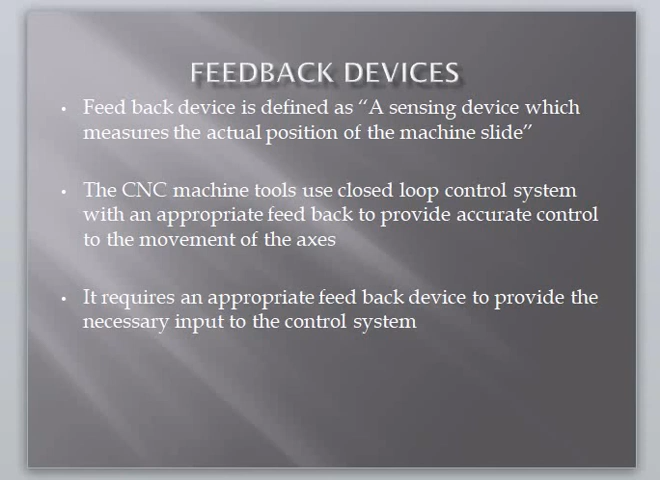 FEEDBACK DEVICES
• Feed back device is defined as “A sensing device which
measures the actual position of the machine slide”
• The CNC machine tools use closed loop control system
with an appropriate feed back to provide accurate control
to the movement of the axes
• It requires an appropriate feed back device to provide the
necessary input to the control system